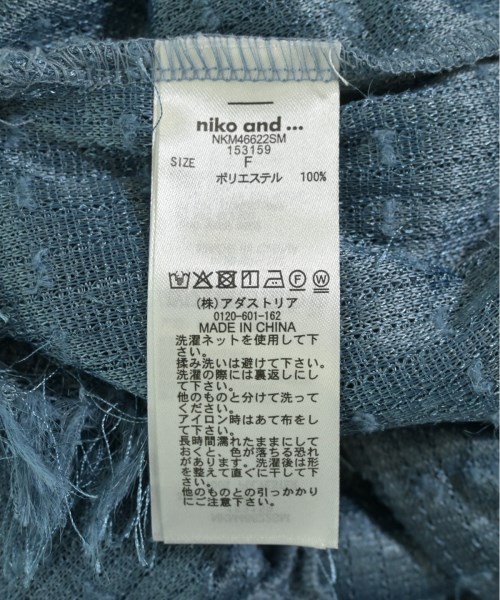 niko and ...
NKM46622SM
153159
SIZE F
ポリエステル 100%
F W
(株)アダストリア
0120-601-162
MADE IN CHINA
洗濯ネットを使用して下
さい。
揉み洗いは避けて下さい。
洗濯の際には裏返しにし
て下さい。
他のものと分けて洗って
ください。
アイロン時はあて布をし
て下さい。
長時間濡れたままにして
おくと、色が落ちる恐れ
があります。洗濯後は形
を整えて直ぐに干して下
さい。
他のものとの引っかかり
にご注意下さい。